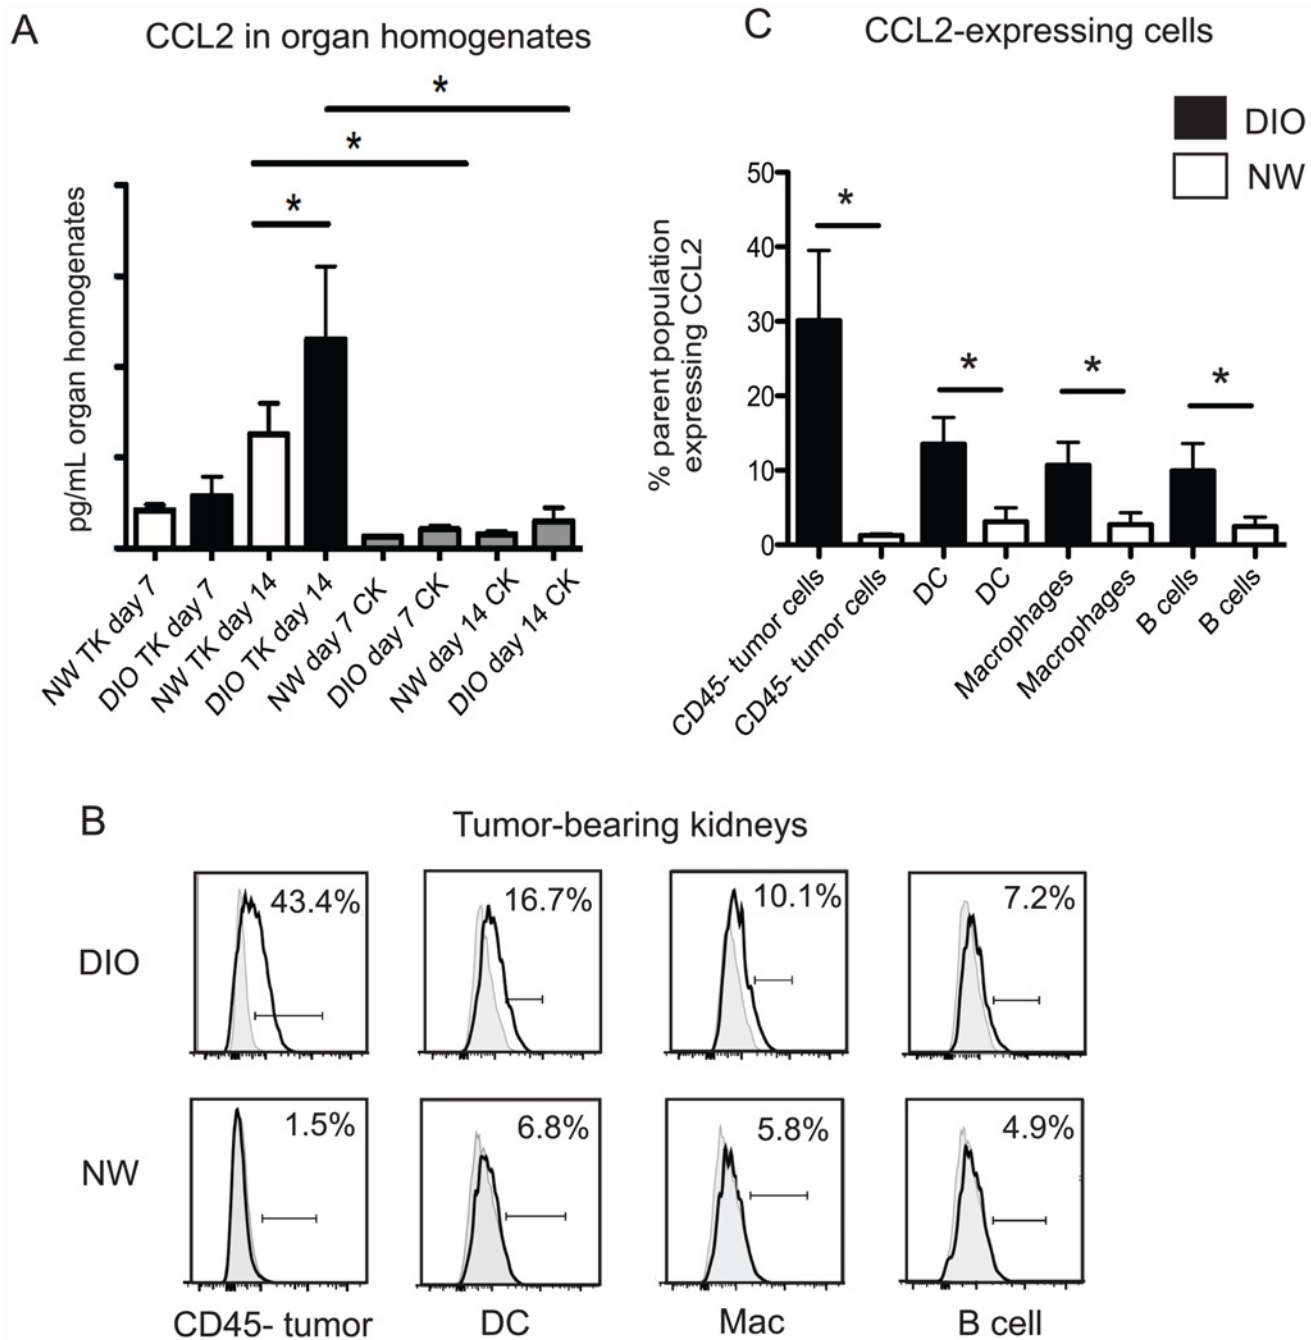 A
CCL2 in organ homogenates
*
*
*
pg/mL organ homogenates
NW TK day 7
DIO TK day 7
NW TK day 14
DIO TK day 14
NW day 7 CK
DIO day 7 CK
NW day 14 CK
DIO day 14 CK
C
CCL2-expressing cells
DIO
NW
% parent population
expressing CCL2
50
40
30
20
10
0
*
*
*
*
CD45- tumor cells
CD45- tumor cells
DC
DC
Macrophages
Macrophages
B cells
B cells
B
Tumor-bearing kidneys
DIO
43.4%
16.7%
10.1%
7.2%
NW
1.5%
6.8%
5.8%
4.9%
CD45- tumor
DC
Mac
B cell